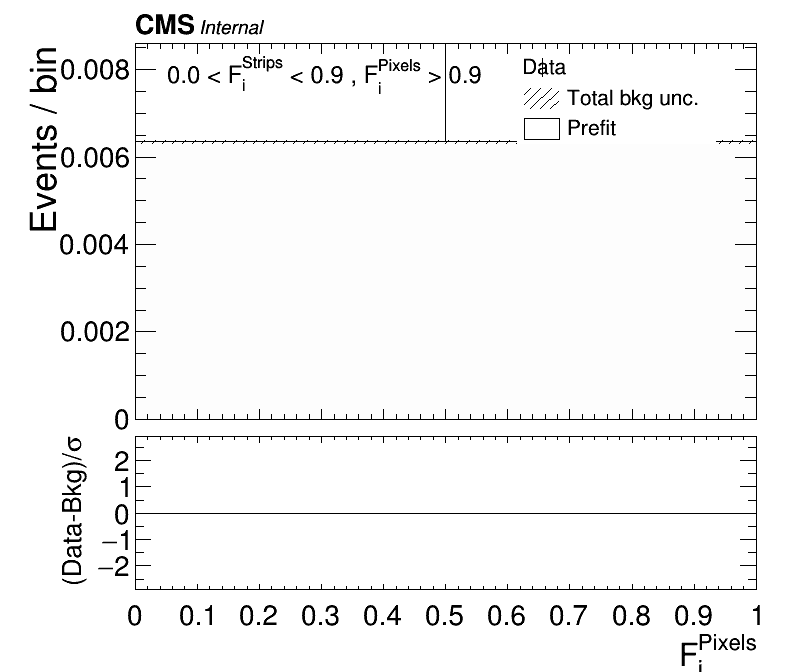 CMS Internal
Events / bin
0.008
0.006
0.004
0.002
0
0.0 < F_i^Strips < 0.9 , F_i^Pixels > 0.9
Data
Total bkg unc.
Prefit
(Data-Bkg)/σ
2
1
0
−1
−2
0 0.1 0.2 0.3 0.4 0.5 0.6 0.7 0.8 0.9 1
F_i^Pixels